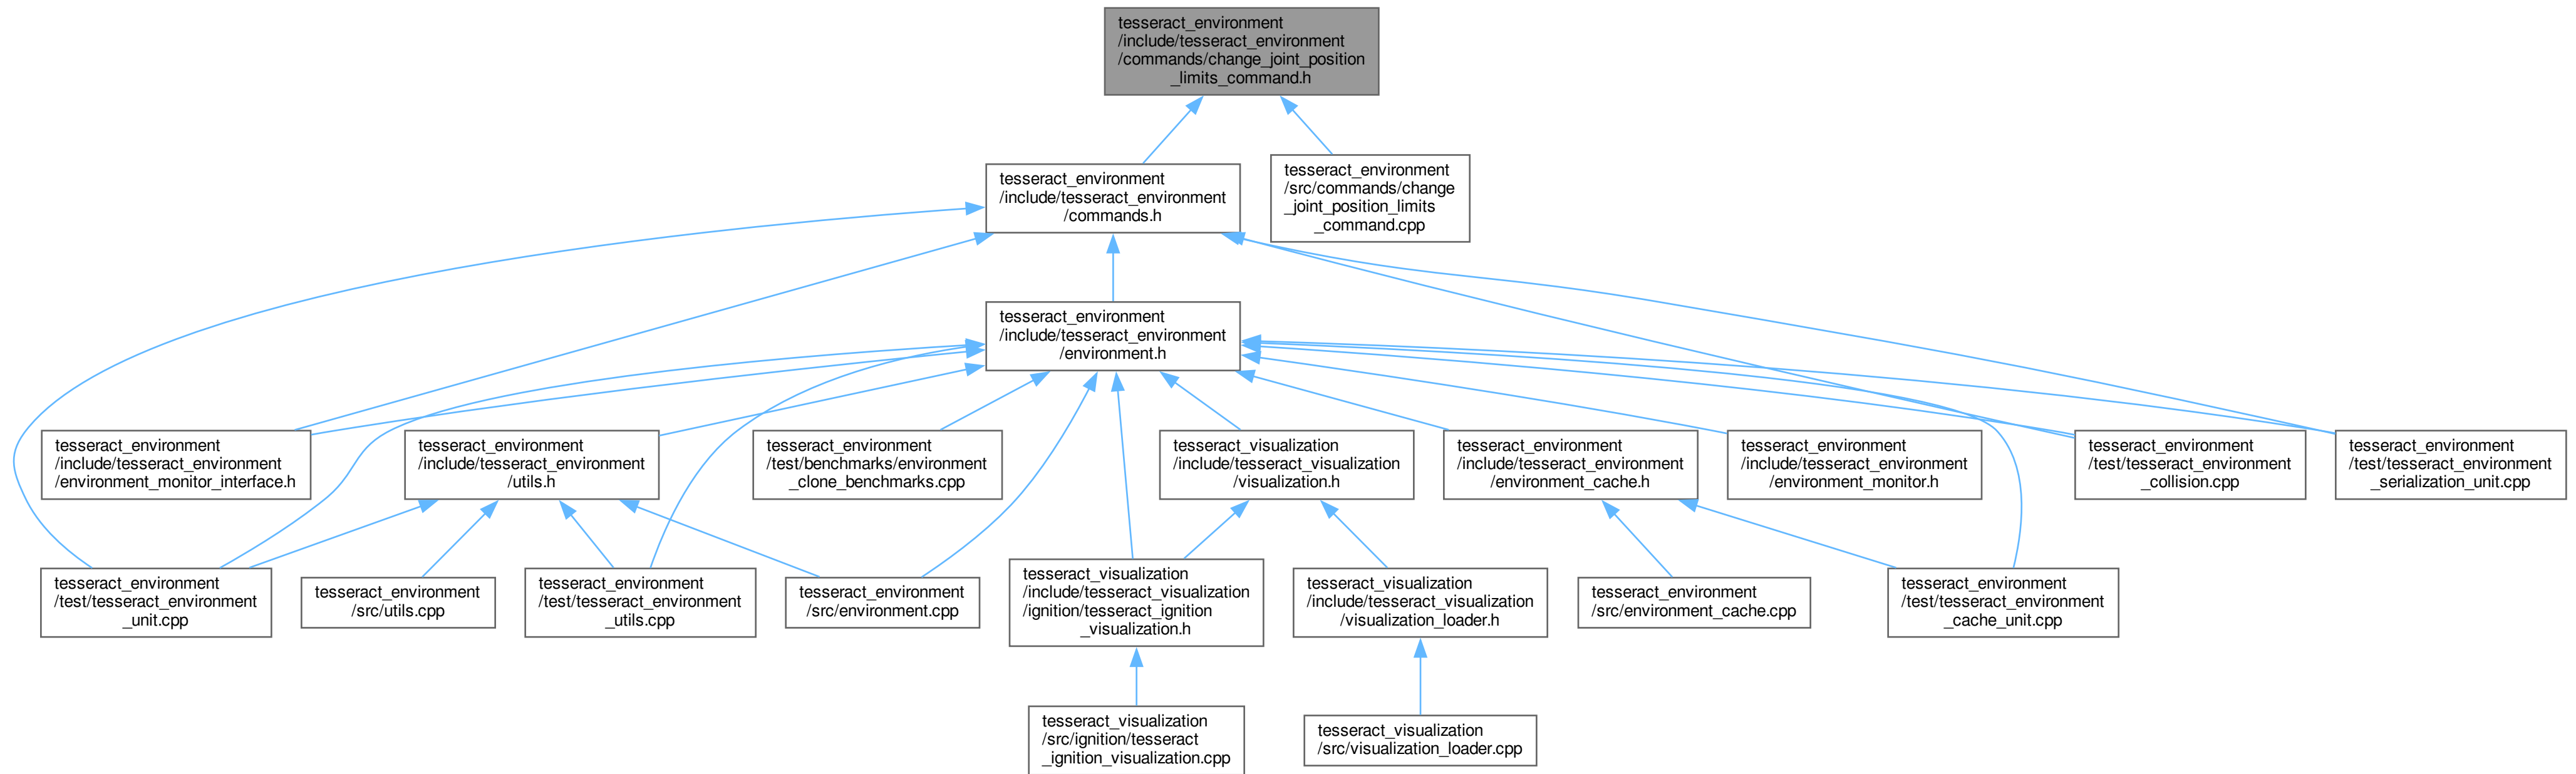 tesseract_environment
/include/tesseract_environment
/commands/change_joint_position
_limits_command.h
tesseract_environment
/include/tesseract_environment
/commands.h
tesseract_environment
/src/commands/change
_joint_position_limits
_command.cpp
tesseract_environment
/include/tesseract_environment
/environment.h
tesseract_environment
/include/tesseract_environment
/environment_monitor_interface.h
tesseract_environment
/include/tesseract_environment
/utils.h
tesseract_environment
/test/benchmarks/environment
_clone_benchmarks.cpp
tesseract_visualization
/include/tesseract_visualization
/visualization.h
tesseract_environment
/include/tesseract_environment
/environment_cache.h
tesseract_environment
/include/tesseract_environment
/environment_monitor.h
tesseract_environment
/test/tesseract_environment
_collision.cpp
tesseract_environment
/test/tesseract_environment
_serialization_unit.cpp
tesseract_environment
/test/tesseract_environment
_unit.cpp
tesseract_environment
/src/utils.cpp
tesseract_environment
/test/tesseract_environment
_utils.cpp
tesseract_environment
/src/environment.cpp
tesseract_visualization
/include/tesseract_visualization
/ignition/tesseract_ignition
_visualization.h
tesseract_visualization
/include/tesseract_visualization
/visualization_loader.h
tesseract_environment
/src/environment_cache.cpp
tesseract_environment
/test/tesseract_environment
_cache_unit.cpp
tesseract_visualization
/src/ignition/tesseract
_ignition_visualization.cpp
tesseract_visualization
/src/visualization_loader.cpp